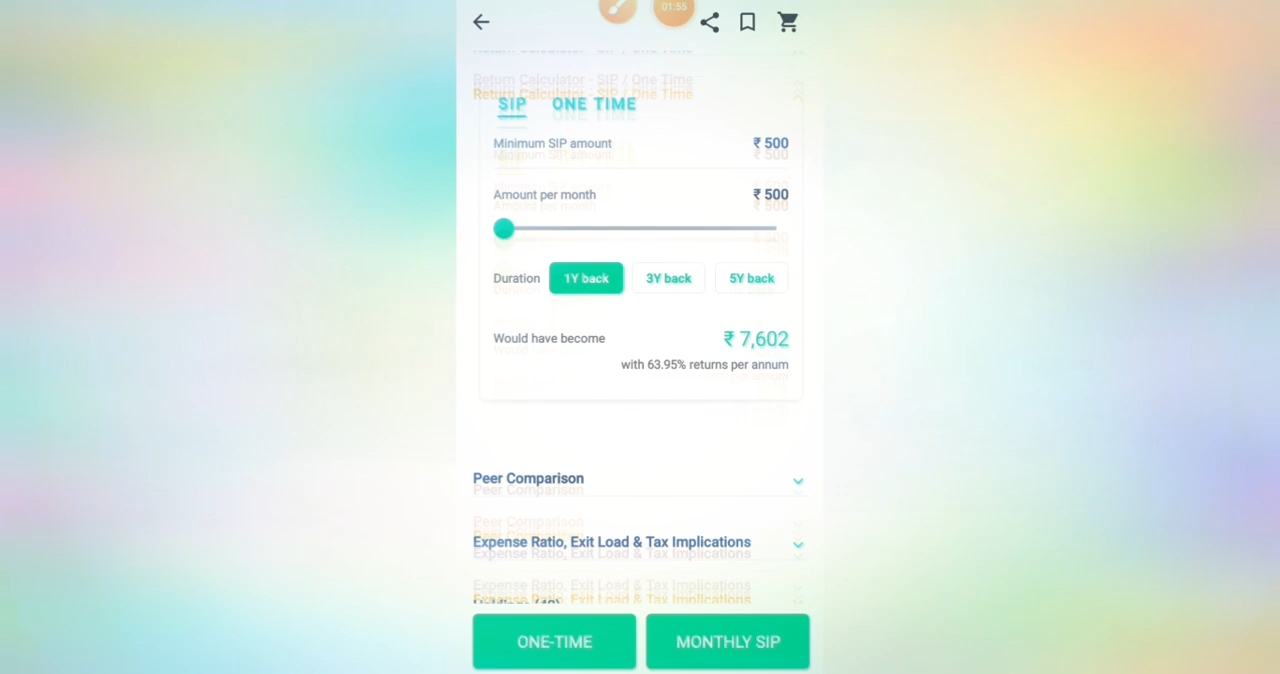 01:55
Return Calculator - SIP / One Time
SIP ONE TIME
Minimum SIP amount ₹ 500
Amount per month ₹ 500
Duration 1Y back 3Y back 5Y back
Would have become ₹ 7,602
with 63.95% returns per annum
Peer Comparison
Expense Ratio, Exit Load & Tax Implications
ONE-TIME MONTHLY SIP